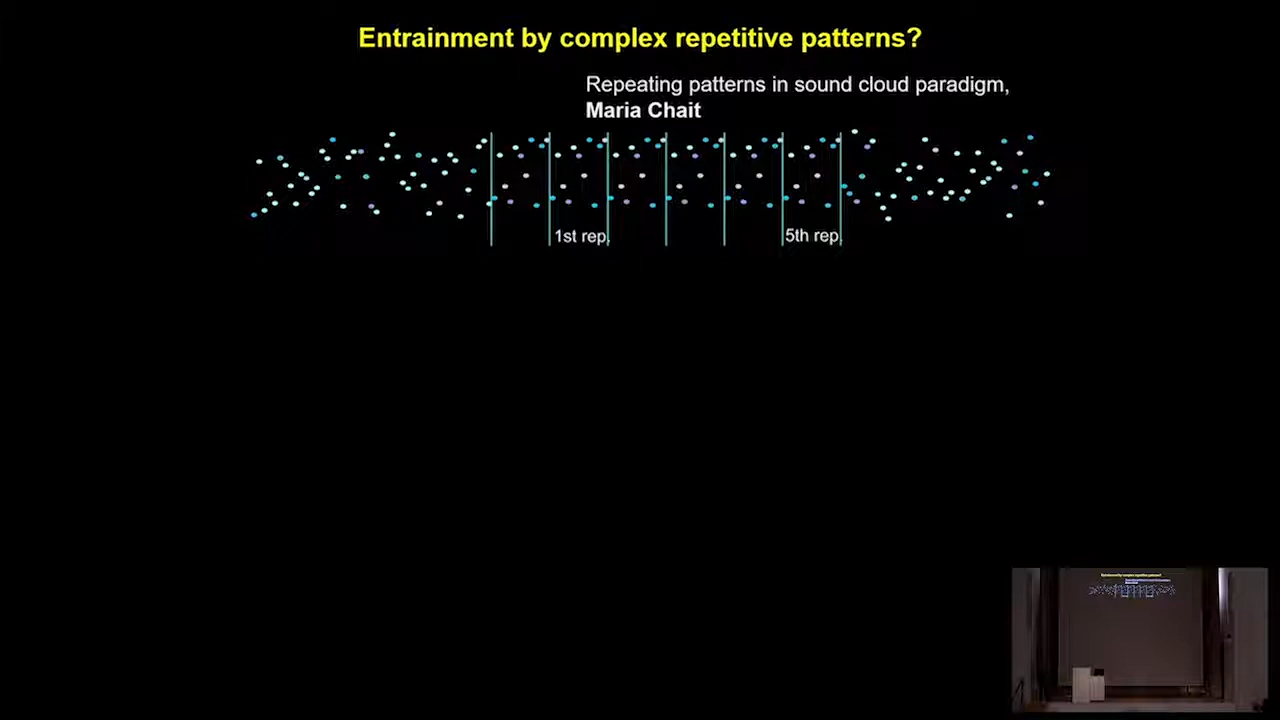 Entrainment by complex repetitive patterns?
Repeating patterns in sound cloud paradigm,
Maria Chait
1st rep.
5th rep.